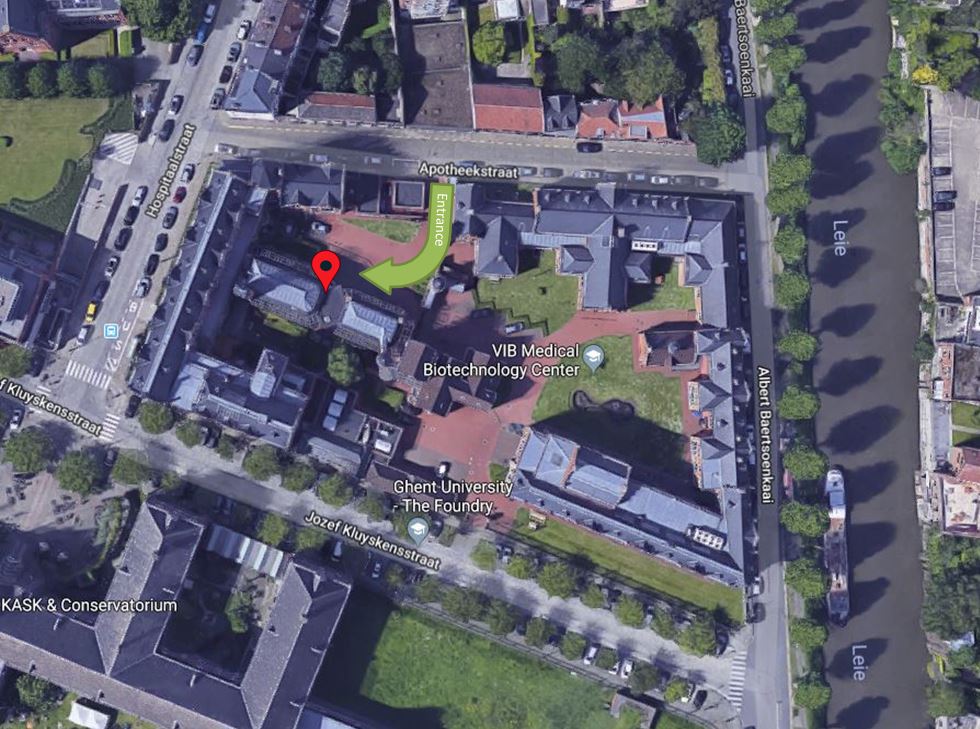 Baertsoenkaai
Hospitaalstraat
Apotheekstraat
Entrance
Leie
BUS
VIB Medical
Biotechnology Center
Albert Baertsoenkaai
Jozef Kluyskensstraat
Ghent University
- The Foundry
Jozef Kluyskensstraat
KASK & Conservatorium
Leie